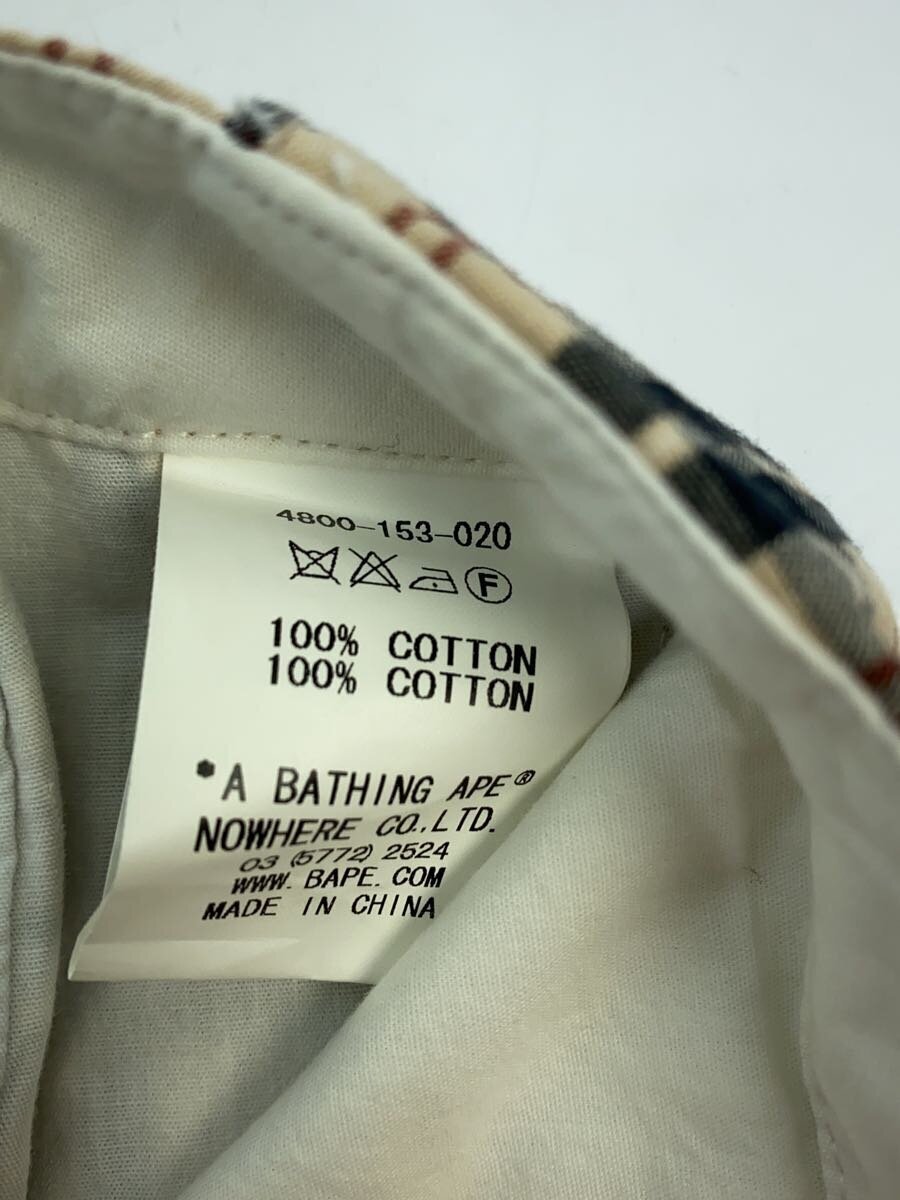 4800-153-020
F
100% COTTON
100% COTTON
*A BATHING APE®
NOWHERE CO.,LTD.
03 (5772) 2524
WWW.BAPE.COM
MADE IN CHINA